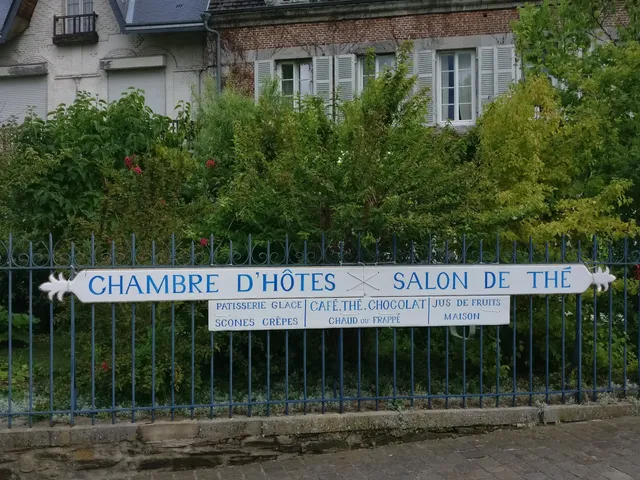 CHAMBRE D'HÔTES SALON DE THÉ
PATISSERIE GLACE
SCONES CRÊPES
CAFÉ, THÉ, CHOCOLAT
CHAUD OU FRAPPÉ
JUS DE FRUITS
MAISON